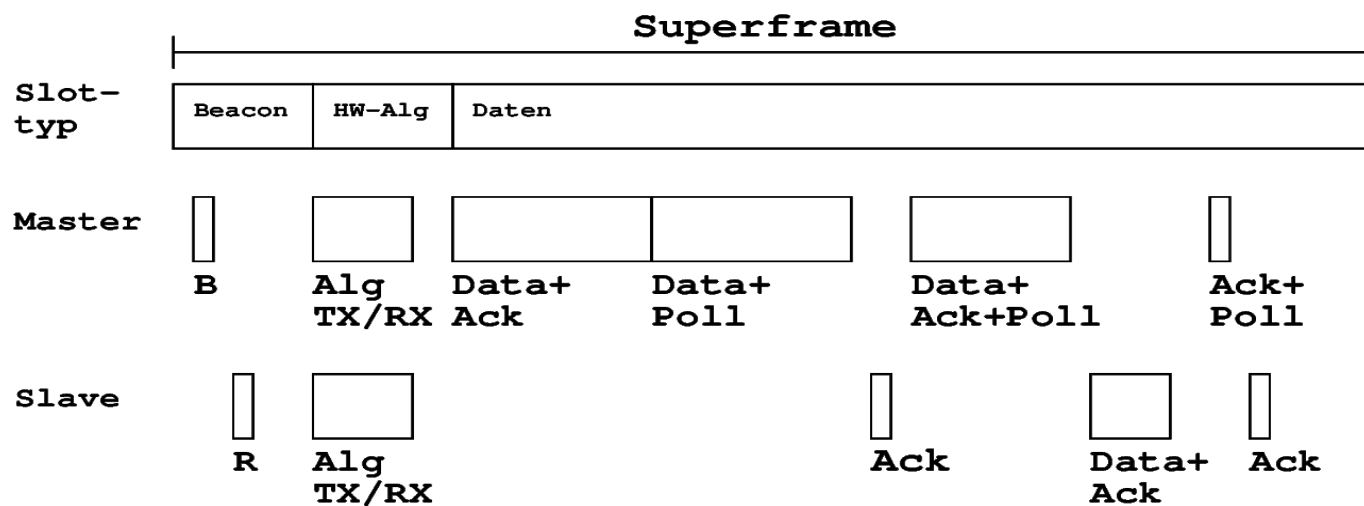 Superframe
Slot-
typ
Beacon HW-Alg Daten
Master
B Alg Data+ Data+ Data+ Ack+
TX/RX Ack Poll Ack+Poll Poll
Slave
R Alg Ack Data+ Ack
TX/RX Ack